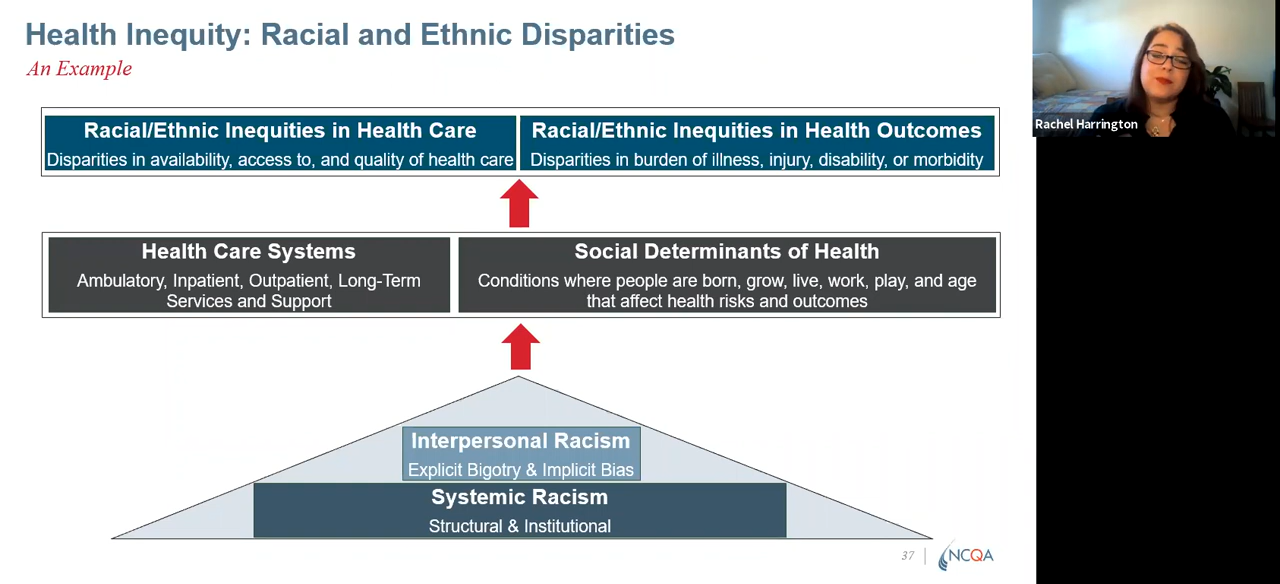 Health Inequity: Racial and Ethnic Disparities
An Example
Rachel Harrington
Racial/Ethnic Inequities in Health Care
Disparities in availability, access to, and quality of health care
Racial/Ethnic Inequities in Health Outcomes
Disparities in burden of illness, injury, disability, or morbidity
Health Care Systems
Ambulatory, Inpatient, Outpatient, Long-Term
Services and Support
Social Determinants of Health
Conditions where people are born, grow, live, work, play, and age
that affect health risks and outcomes
Interpersonal Racism
Explicit Bigotry & Implicit Bias
Systemic Racism
Structural & Institutional
37
NCQA